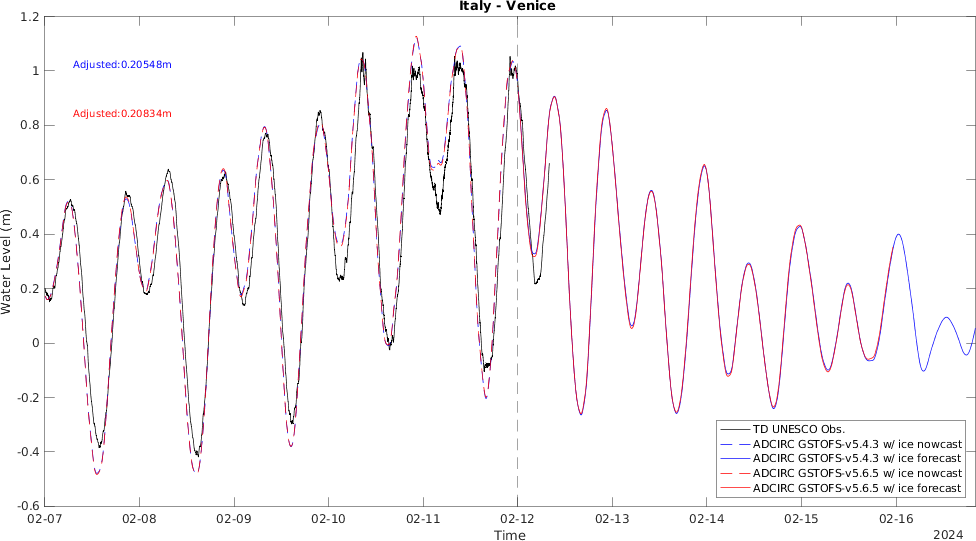 Italy - Venice
1.2
1
0.8
0.6
0.4
0.2
0
-0.2
-0.4
-0.6
Water Level (m)
Adjusted:0.20548m
Adjusted:0.20834m
TD UNESCO Obs.
ADCIRC GSTOFS-v5.4.3 w/ ice nowcast
ADCIRC GSTOFS-v5.4.3 w/ ice forecast
ADCIRC GSTOFS-v5.6.5 w/ ice nowcast
ADCIRC GSTOFS-v5.6.5 w/ ice forecast
02-07 02-08 02-09 02-10 02-11 02-12 02-13 02-14 02-15 02-16
Time
2024